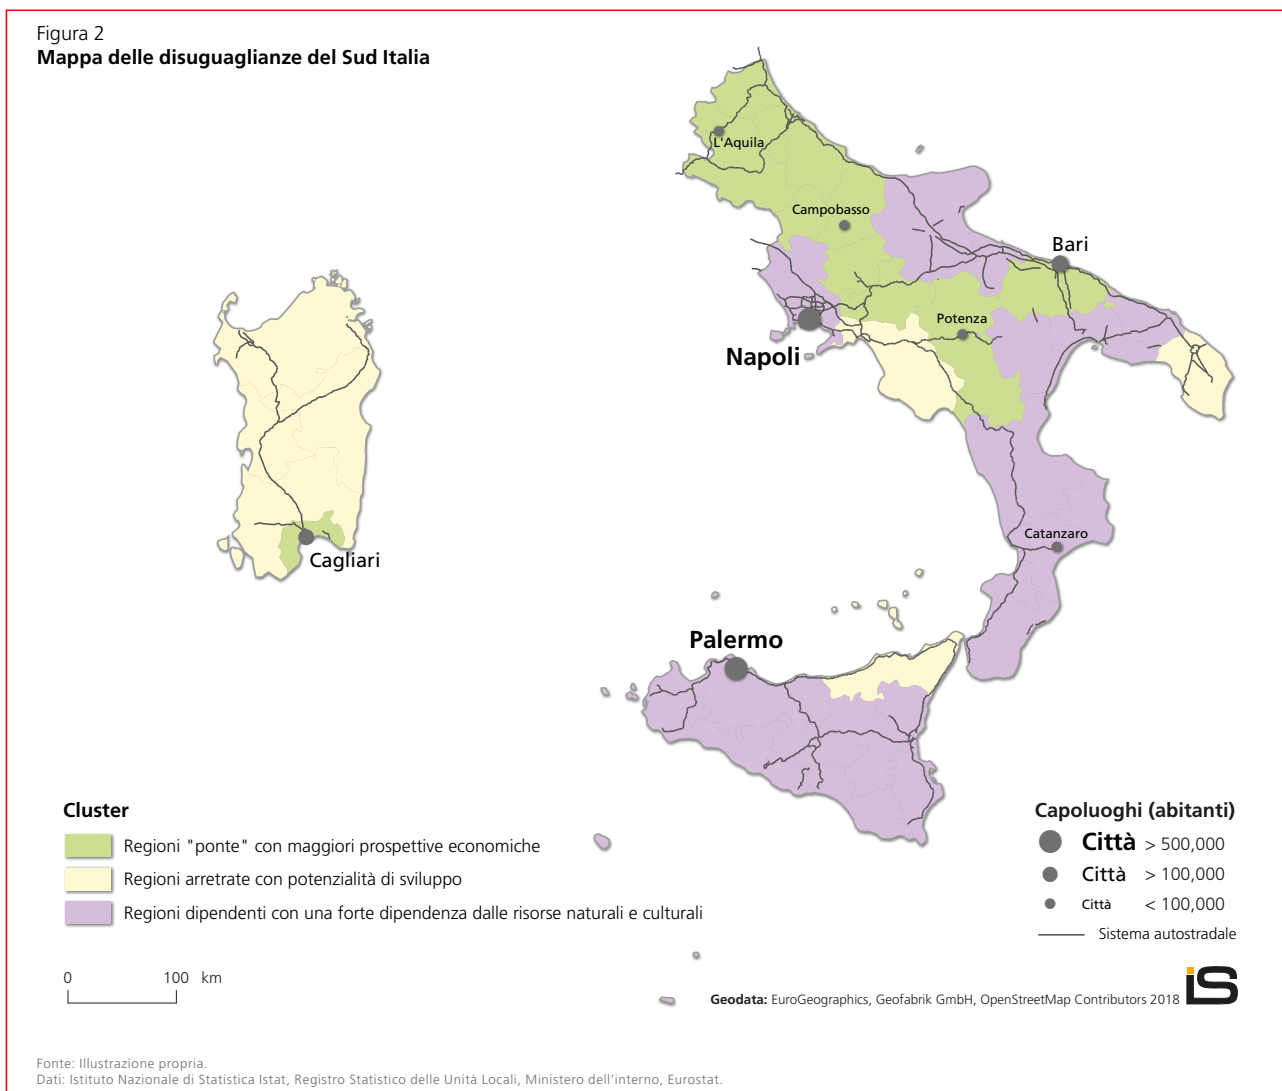 Figura 2
Mappa delle disuguaglianze del Sud Italia
L'Aquila
Campobasso
Bari
Potenza
Napoli
Cagliari
Catanzaro
Palermo
Cluster
Regioni "ponte" con maggiori prospettive economiche
Regioni arretrate con potenzialità di sviluppo
Regioni dipendenti con una forte dipendenza dalle risorse naturali e culturali
0 100 km
Capoluoghi (abitanti)
Città > 500,000
Città > 100,000
Città < 100,000
Sistema autostradale
Geodata: EuroGeographics, Geofabrik GmbH, OpenStreetMap Contributors 2018
iS
Fonte: Illustrazione propria.
Dati: Istituto Nazionale di Statistica Istat, Registro Statistico delle Unità Locali, Ministero dell'interno, Eurostat.